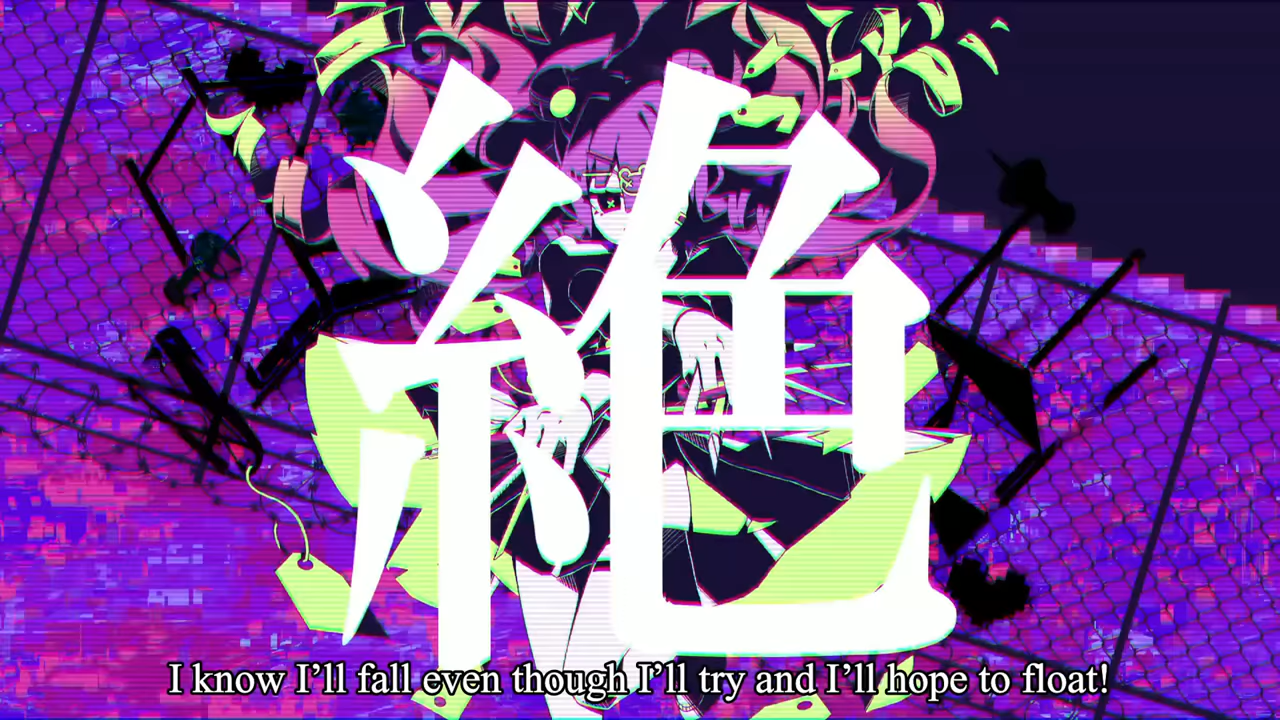 絶
I know I'll fall even though I'll try and I'll hope to float!